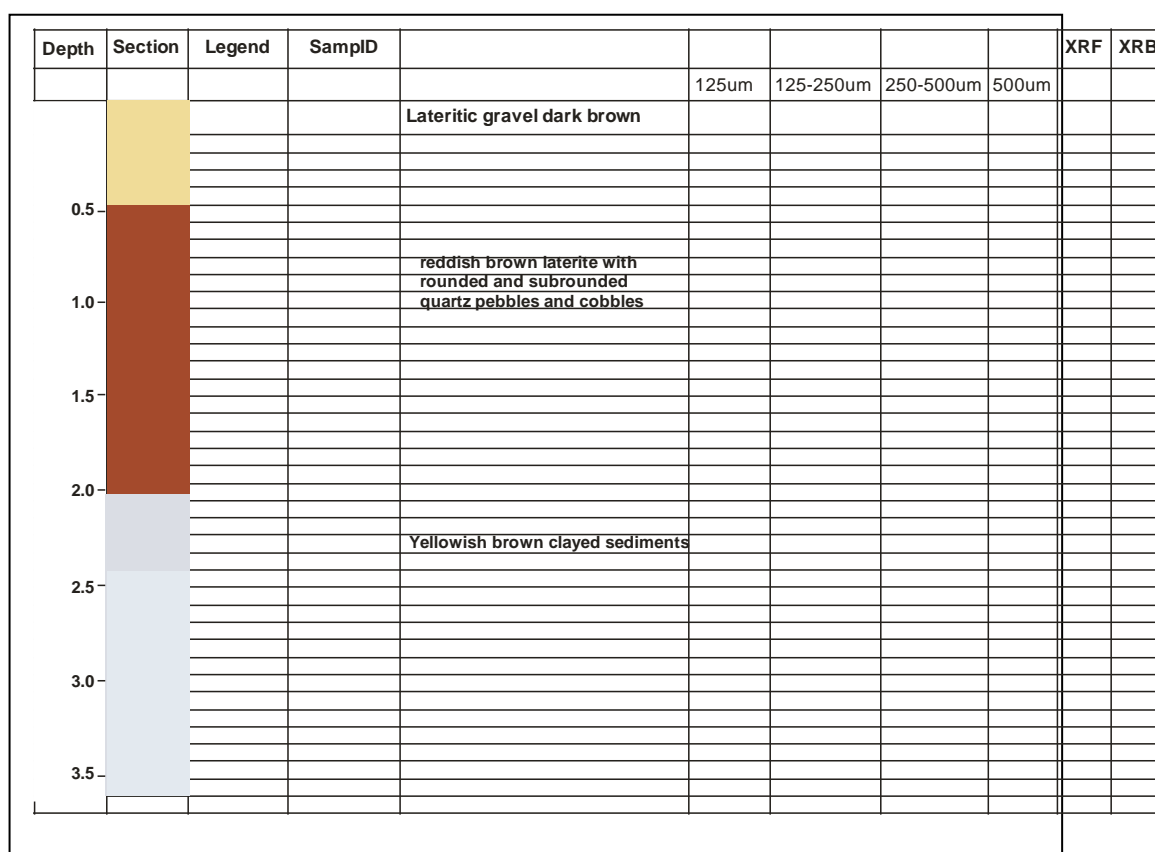 Depth Section Legend SampID XRF XRB
125um 125-250um 250-500um 500um
Lateritic gravel dark brown
0.5
reddish brown laterite with
rounded and subrounded
1.0 quartz pebbles and cobbles
1.5
2.0
Yellowish brown clayed sediments
2.5
3.0
3.5